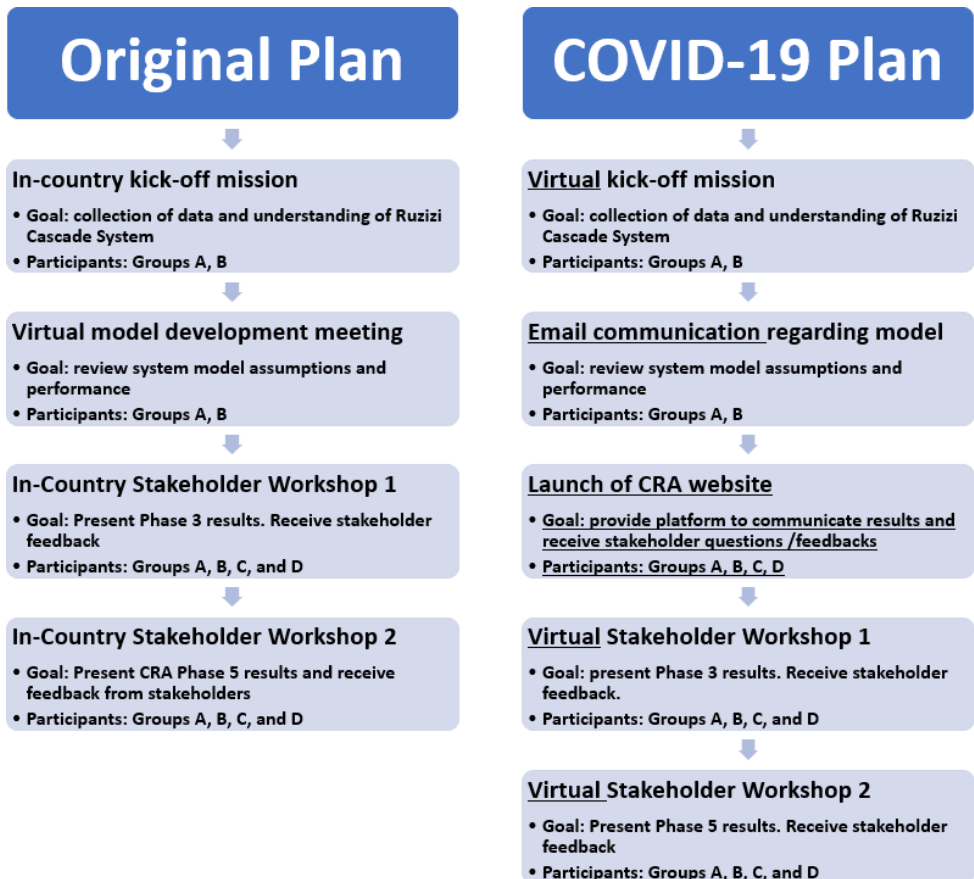 Original Plan
In-country kick-off mission
• Goal: collection of data and understanding of Ruzizi
Cascade System
• Participants: Groups A, B
Virtual model development meeting
• Goal: review system model assumptions and
performance
• Participants: Groups A, B
In-Country Stakeholder Workshop 1
• Goal: Present Phase 3 results. Receive stakeholder
feedback
• Participants: Groups A, B, C, and D
In-Country Stakeholder Workshop 2
• Goal: Present CRA Phase 5 results and receive
feedback from stakeholders
• Participants: Groups A, B, C, and D
COVID-19 Plan
Virtual kick-off mission
• Goal: collection of data and understanding of Ruzizi
Cascade System
• Participants: Groups A, B
Email communication regarding model
• Goal: review system model assumptions and
performance
• Participants: Groups A, B
Launch of CRA website
• Goal: provide platform to communicate results and
receive stakeholder questions /feedbacks
• Participants: Groups A, B, C, D
Virtual Stakeholder Workshop 1
• Goal: present Phase 3 results. Receive stakeholder
feedback.
• Participants: Groups A, B, C, and D
Virtual Stakeholder Workshop 2
• Goal: Present Phase 5 results. Receive stakeholder
feedback
• Participants: Groups A, B, C, and D